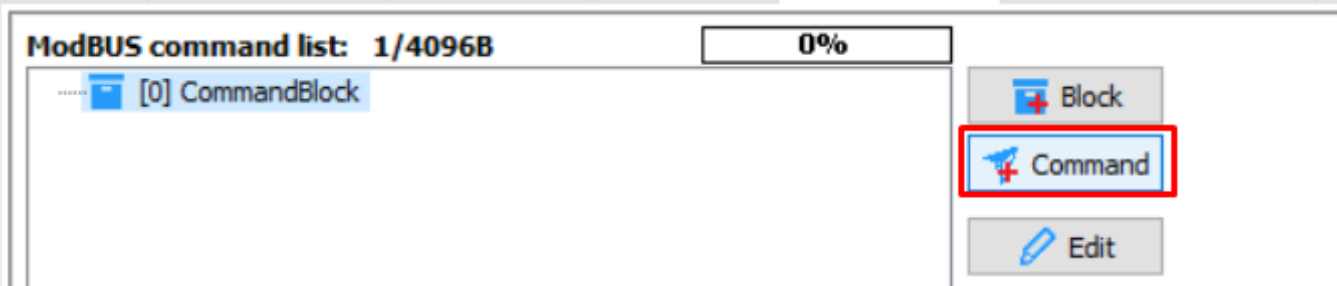 ModBUS command list: 1/4096B 0%
[0] CommandBlock
Block
Command
Edit